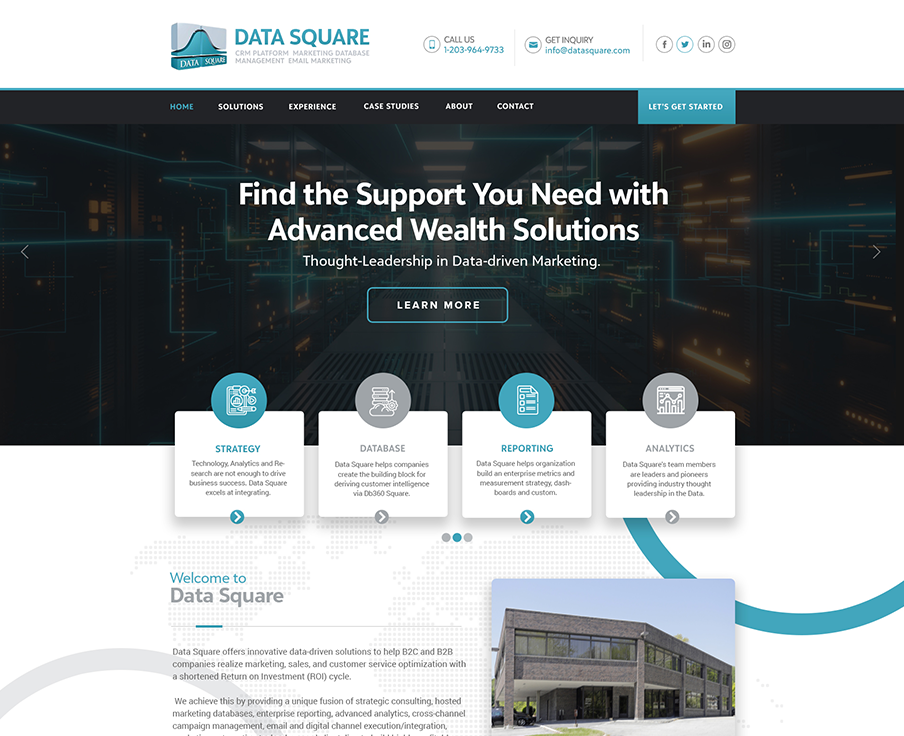 DATA SQUARE
CRM PLATFORM MARKETING DATABASE
MANAGEMENT EMAIL MARKETING
DATA SQUARE
CALL US
1-203-964-9733
GET INQUIRY
info@datasquare.com
HOME SOLUTIONS EXPERIENCE CASE STUDIES ABOUT CONTACT LET'S GET STARTED
Find the Support You Need with
Advanced Wealth Solutions
Thought-Leadership in Data-driven Marketing.
LEARN MORE
STRATEGY
Technology, Analytics and Re-
search are not enough to drive
business success. Data Square
excels at integrating.
DATABASE
Data Square helps companies
create the building block for
deriving customer intelligence
via Db360 Square.
REPORTING
Data Square helps organization
build an enterprise metrics and
measurement strategy, dash-
boards and custom.
ANALYTICS
Data Square's team members
are leaders and pioneers
providing industry thought
leadership in the Data.
Welcome to
Data Square
Data Square offers innovative data-driven solutions to help B2C and B2B
companies realize marketing, sales, and customer service optimization with
a shortened Return on Investment (ROI) cycle.
We achieve this by providing a unique fusion of strategic consulting, hosted
marketing databases, enterprise reporting, advanced analytics, cross-channel
campaign management, email and digital channel execution/integration,